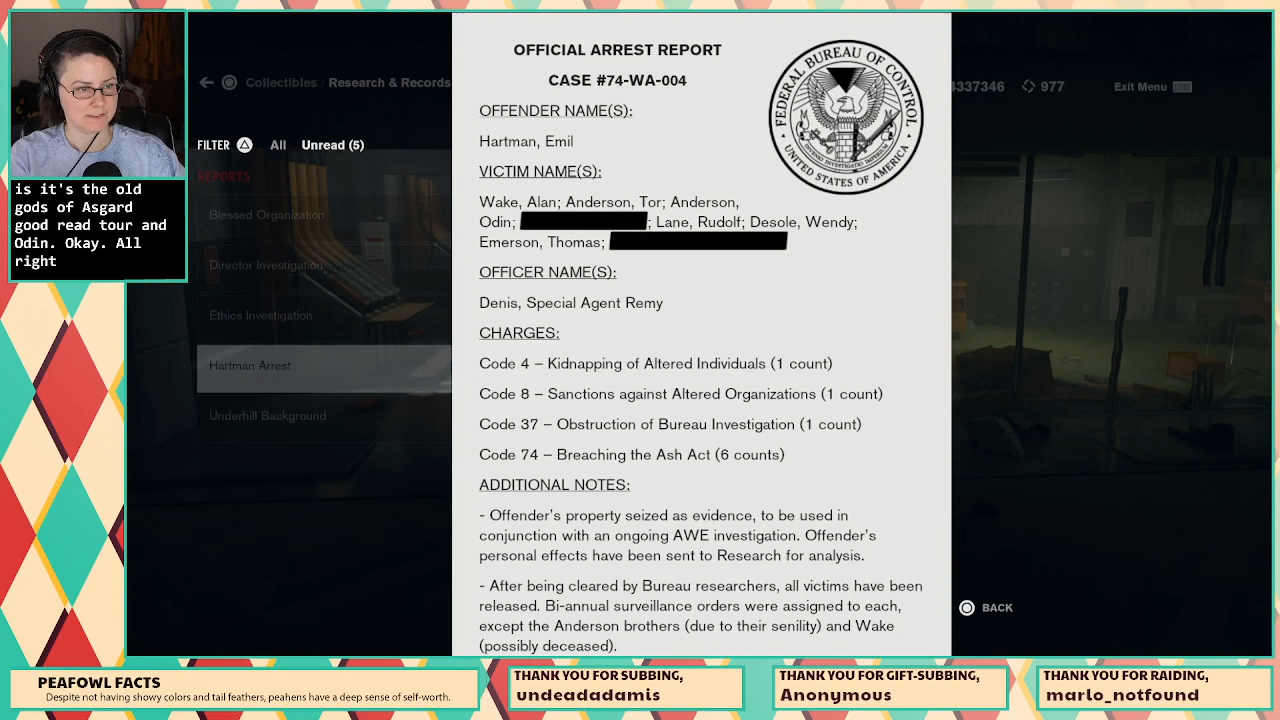 is it's the old
gods of Asgard
good read tour and
Odin. Okay. All
right
Collectibles Research & Records
FILTER All Unread (5)
REPORTS
Blessed Organization
Director Investigation
Ethics Investigation
Hartman Arrest
Underhill Background
OFFICIAL ARREST REPORT
CASE #74-WA-004
FEDERAL BUREAU OF CONTROL
UNITED STATES OF AMERICA
OFFENDER NAME(S):
Hartman, Emil
VICTIM NAME(S):
Wake, Alan; Anderson, Tor; Anderson,
Odin; ; Lane, Rudolf; Desole, Wendy;
Emerson, Thomas;
OFFICER NAME(S):
Denis, Special Agent Remy
CHARGES:
Code 4 – Kidnapping of Altered Individuals (1 count)
Code 8 – Sanctions against Altered Organizations (1 count)
Code 37 – Obstruction of Bureau Investigation (1 count)
Code 74 – Breaching the Ash Act (6 counts)
ADDITIONAL NOTES:
- Offender's property seized as evidence, to be used in
conjunction with an ongoing AWE investigation. Offender's
personal effects have been sent to Research for analysis.
- After being cleared by Bureau researchers, all victims have been
released. Bi-annual surveillance orders were assigned to each,
except the Anderson brothers (due to their senility) and Wake
(possibly deceased).
4337346 977 Exit Menu
BACK
PEAFOWL FACTS
Despite not having showy colors and tail feathers, peahens have a deep sense of self-worth.
THANK YOU FOR SUBBING,
undeadadamis
THANK YOU FOR GIFT-SUBBING,
Anonymous
THANK YOU FOR RAIDING,
marlo_notfound